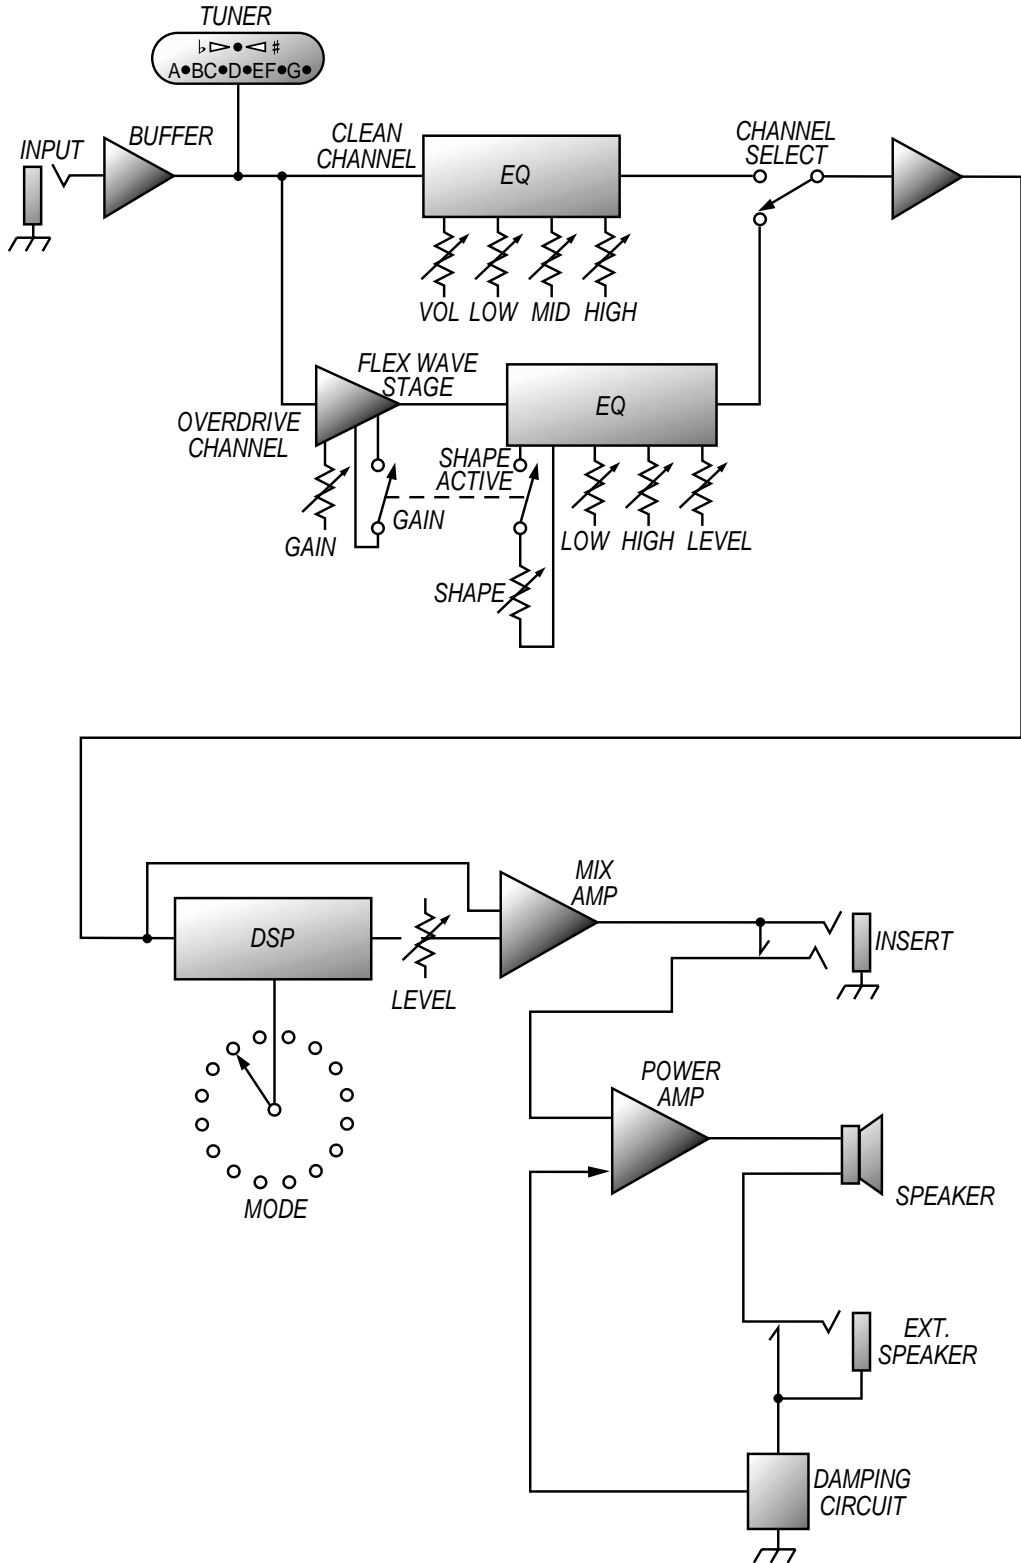 TUNER
♭ ▷ • ◁ ♯
A•BC•D•EF•G•
INPUT
BUFFER
CLEAN
CHANNEL
EQ
CHANNEL
SELECT
VOL LOW MID HIGH
FLEX WAVE
STAGE
OVERDRIVE
CHANNEL
EQ
SHAPE
ACTIVE
GAIN
GAIN
LOW HIGH LEVEL
SHAPE
MIX
AMP
DSP
INSERT
LEVEL
POWER
AMP
MODE
SPEAKER
EXT.
SPEAKER
DAMPING
CIRCUIT